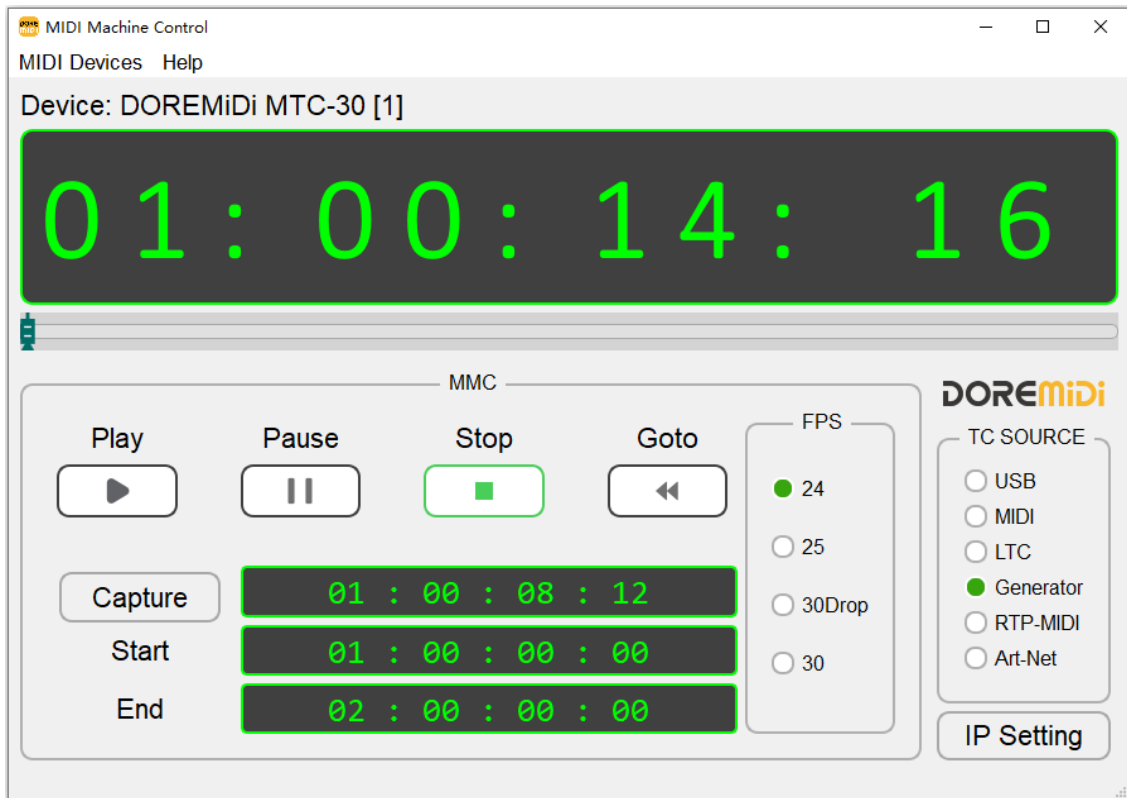 DORE MiDi MIDI Machine Control
MIDI Devices Help
Device: DOREMiDi MTC-30 [1]
01: 00: 14: 16
MMC
Play Pause Stop Goto
Capture 01 : 00 : 08 : 12
Start 01 : 00 : 00 : 00
End 02 : 00 : 00 : 00
FPS
24
25
30Drop
30
DOREMiDi
TC SOURCE
USB
MIDI
LTC
Generator
RTP-MIDI
Art-Net
IP Setting